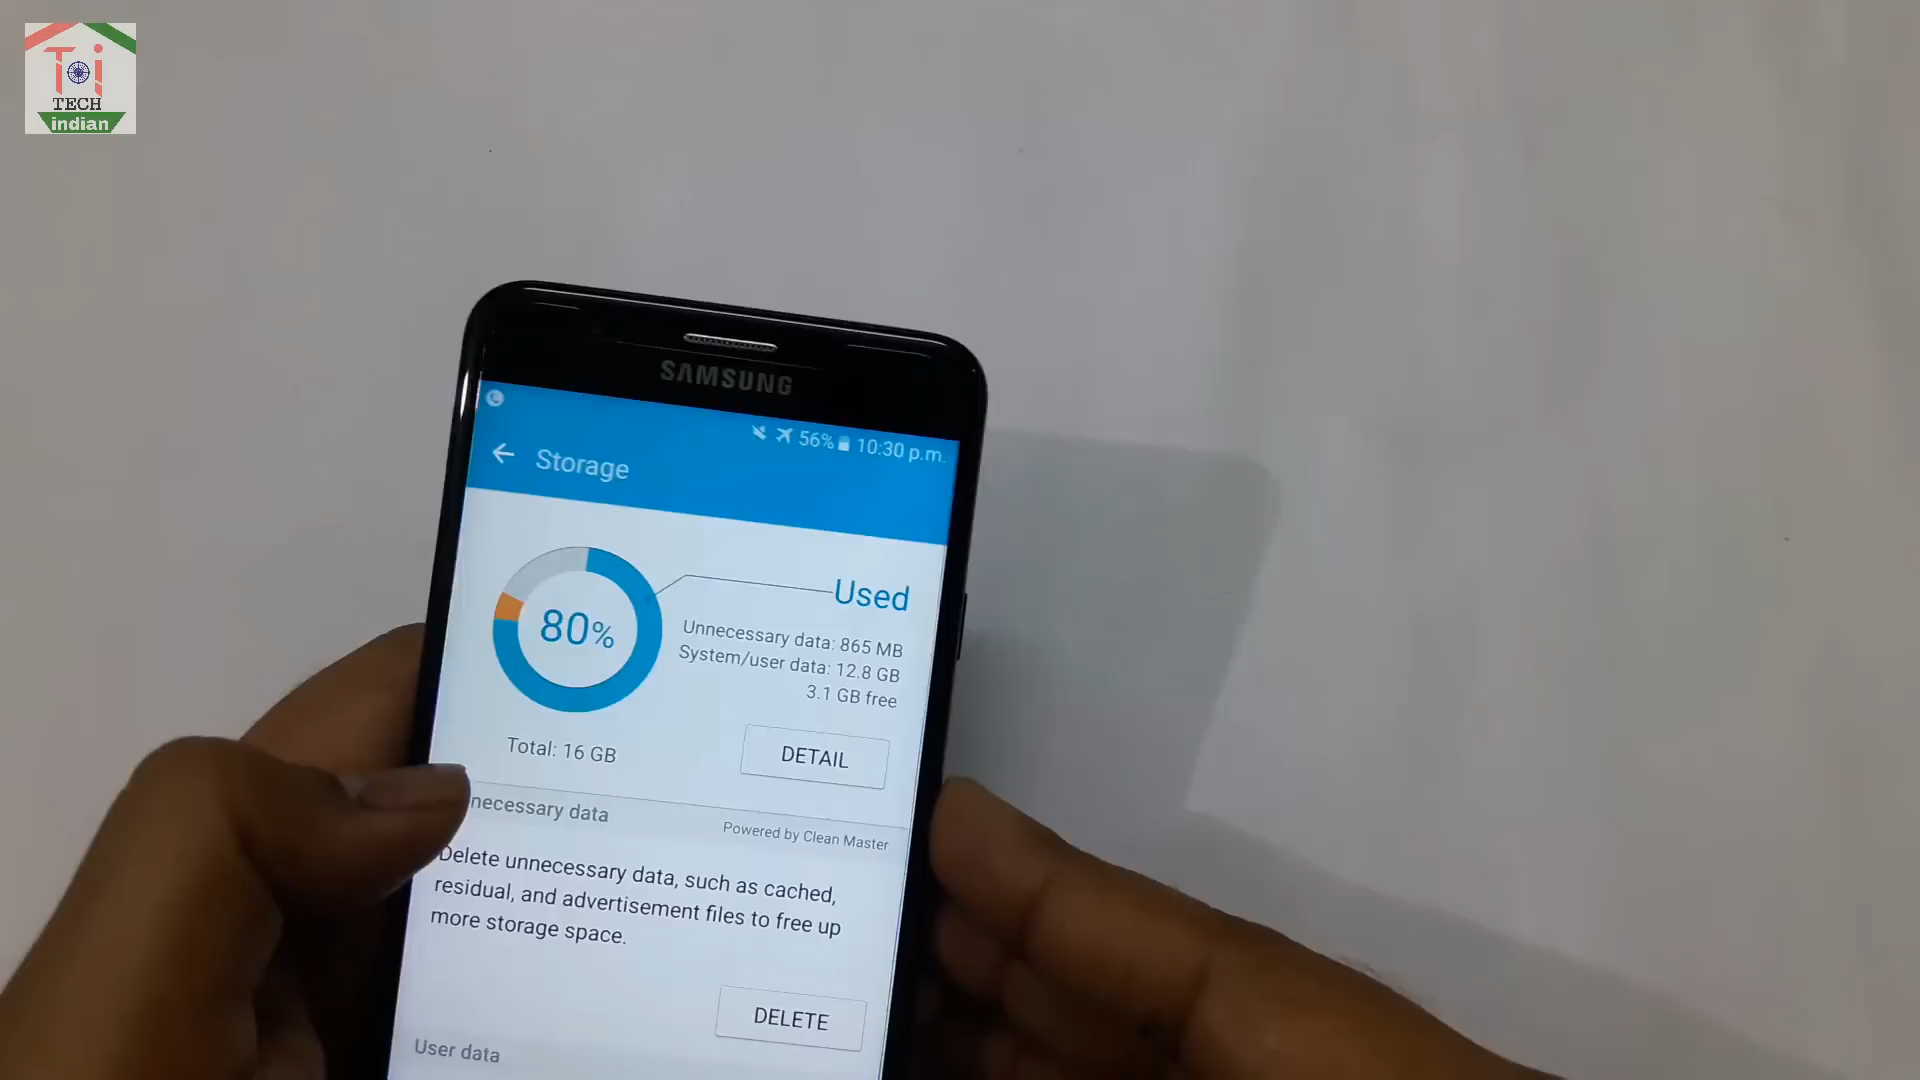 Ti
TECH
indian
SAMSUNG
56% 10:30 p.m.
Storage
80%
Used
Unnecessary data: 865 MB
System/user data: 12.8 GB
3.1 GB free
Total: 16 GB
DETAIL
necessary data
Powered by Clean Master
Delete unnecessary data, such as cached,
residual, and advertisement files to free up
more storage space.
DELETE
User data